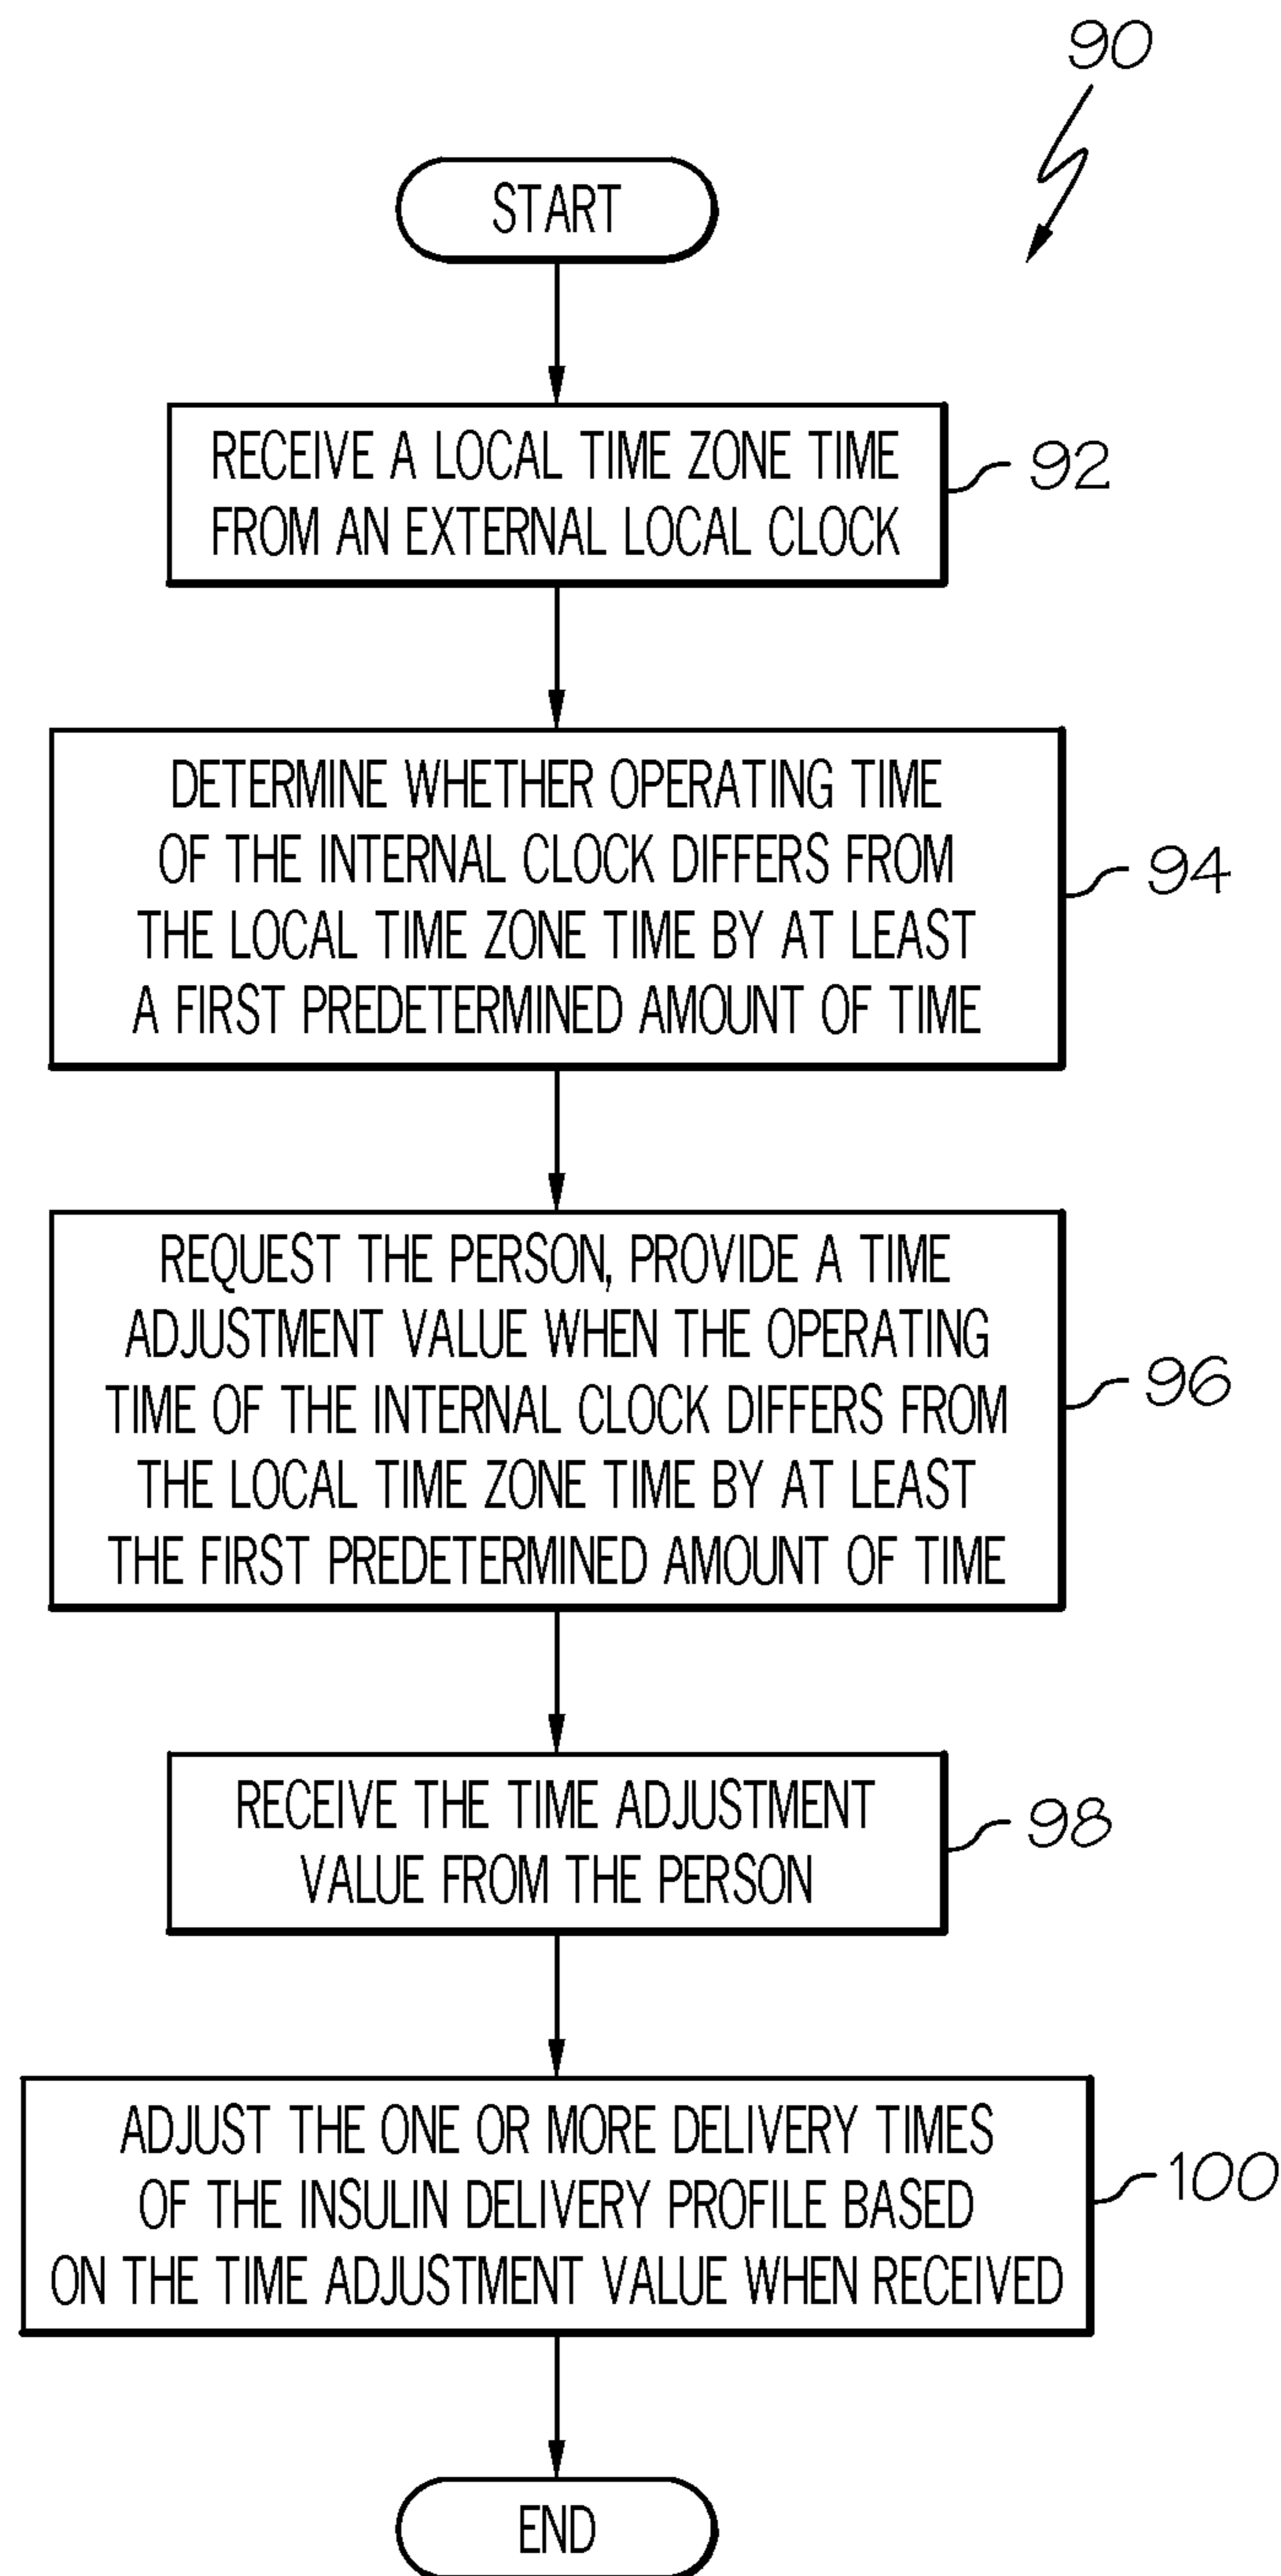 90
START
RECEIVE A LOCAL TIME ZONE TIME
FROM AN EXTERNAL LOCAL CLOCK
92
DETERMINE WHETHER OPERATING TIME
OF THE INTERNAL CLOCK DIFFERS FROM
THE LOCAL TIME ZONE TIME BY AT LEAST
A FIRST PREDETERMINED AMOUNT OF TIME
94
REQUEST THE PERSON, PROVIDE A TIME
ADJUSTMENT VALUE WHEN THE OPERATING
TIME OF THE INTERNAL CLOCK DIFFERS FROM
THE LOCAL TIME ZONE TIME BY AT LEAST
THE FIRST PREDETERMINED AMOUNT OF TIME
96
RECEIVE THE TIME ADJUSTMENT
VALUE FROM THE PERSON
98
ADJUST THE ONE OR MORE DELIVERY TIMES
OF THE INSULIN DELIVERY PROFILE BASED
ON THE TIME ADJUSTMENT VALUE WHEN RECEIVED
100
END